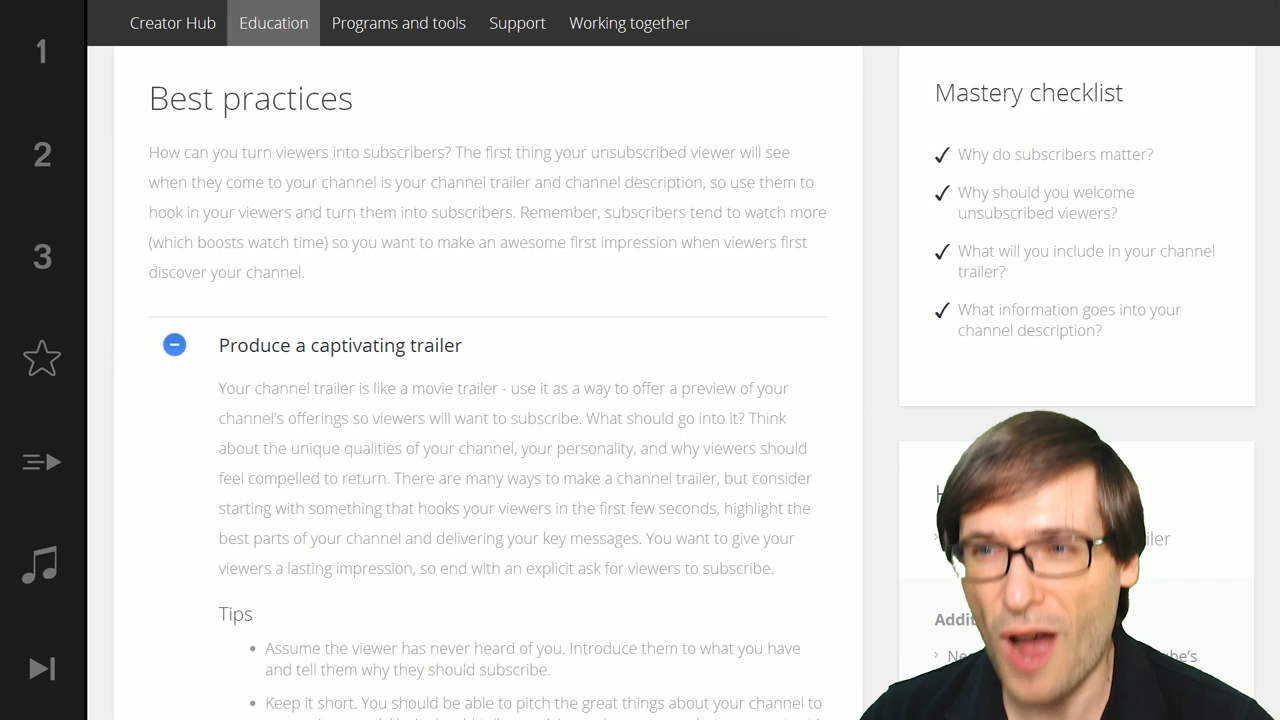 1
2
3
Creator Hub Education Programs and tools Support Working together
Best practices
How can you turn viewers into subscribers? The first thing your unsubscribed viewer will see
when they come to your channel is your channel trailer and channel description, so use them to
hook in your viewers and turn them into subscribers. Remember, subscribers tend to watch more
(which boosts watch time) so you want to make an awesome first impression when viewers first
discover your channel.
Produce a captivating trailer
Your channel trailer is like a movie trailer - use it as a way to offer a preview of your
channel's offerings so viewers will want to subscribe. What should go into it? Think
about the unique qualities of your channel, your personality, and why viewers should
feel compelled to return. There are many ways to make a channel trailer, but consider
starting with something that hooks your viewers in the first few seconds, highlight the
best parts of your channel and delivering your key messages. You want to give your
viewers a lasting impression, so end with an explicit ask for viewers to subscribe.
Tips
• Assume the viewer has never heard of you. Introduce them to what you have
and tell them why they should subscribe.
• Keep it short. You should be able to pitch the great things about your channel to
Mastery checklist
✓ Why do subscribers matter?
✓ Why should you welcome
unsubscribed viewers?
✓ What will you include in your channel
trailer?
✓ What information goes into your
channel description?